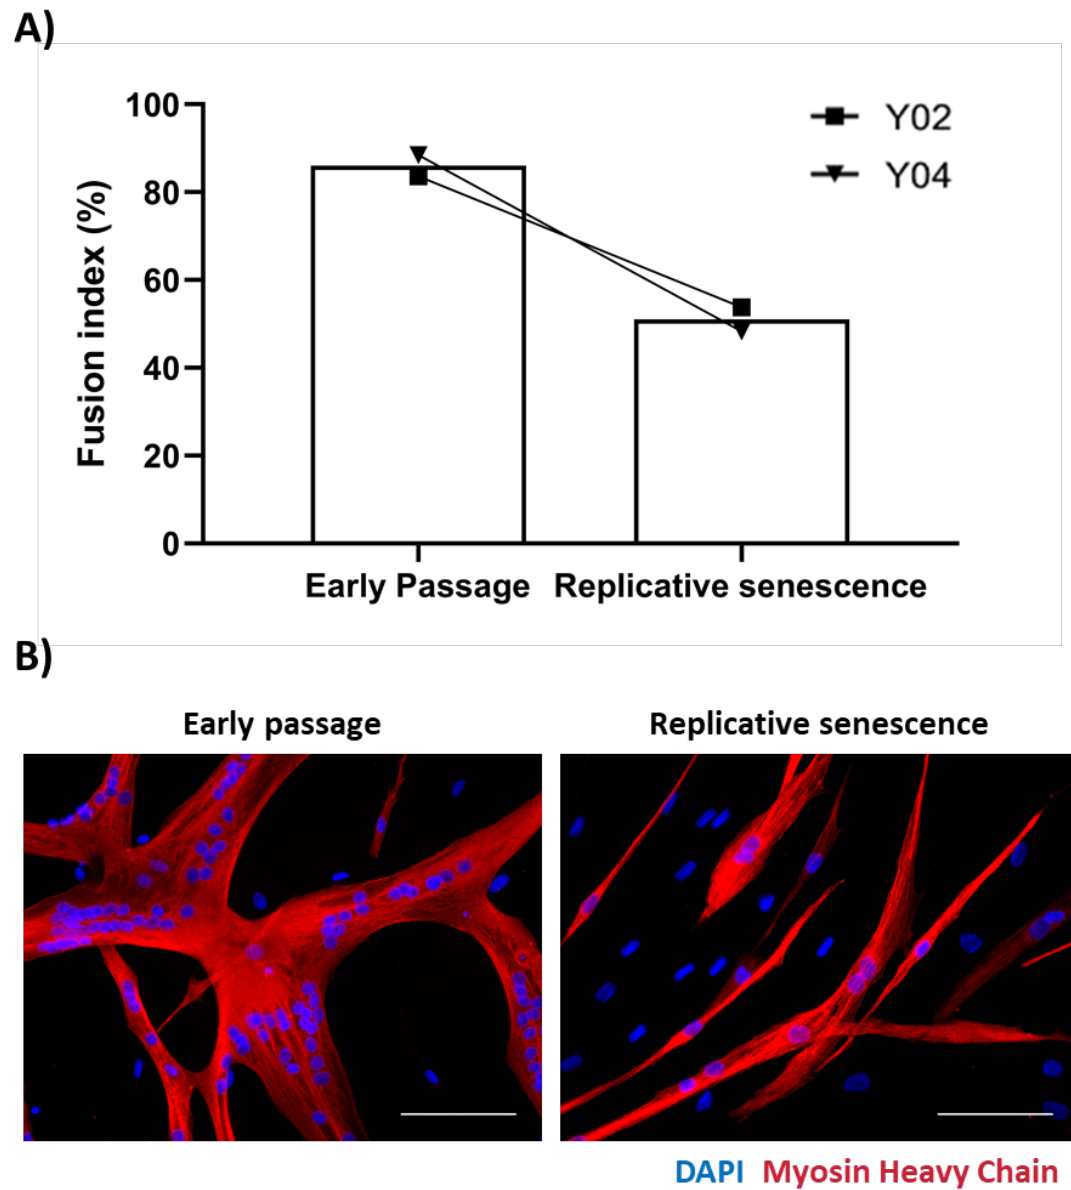 A)
100
80
60
40
20
0
Fusion index (%)
Y02
Y04
Early Passage Replicative senescence
B)
Early passage Replicative senescence
DAPI Myosin Heavy Chain